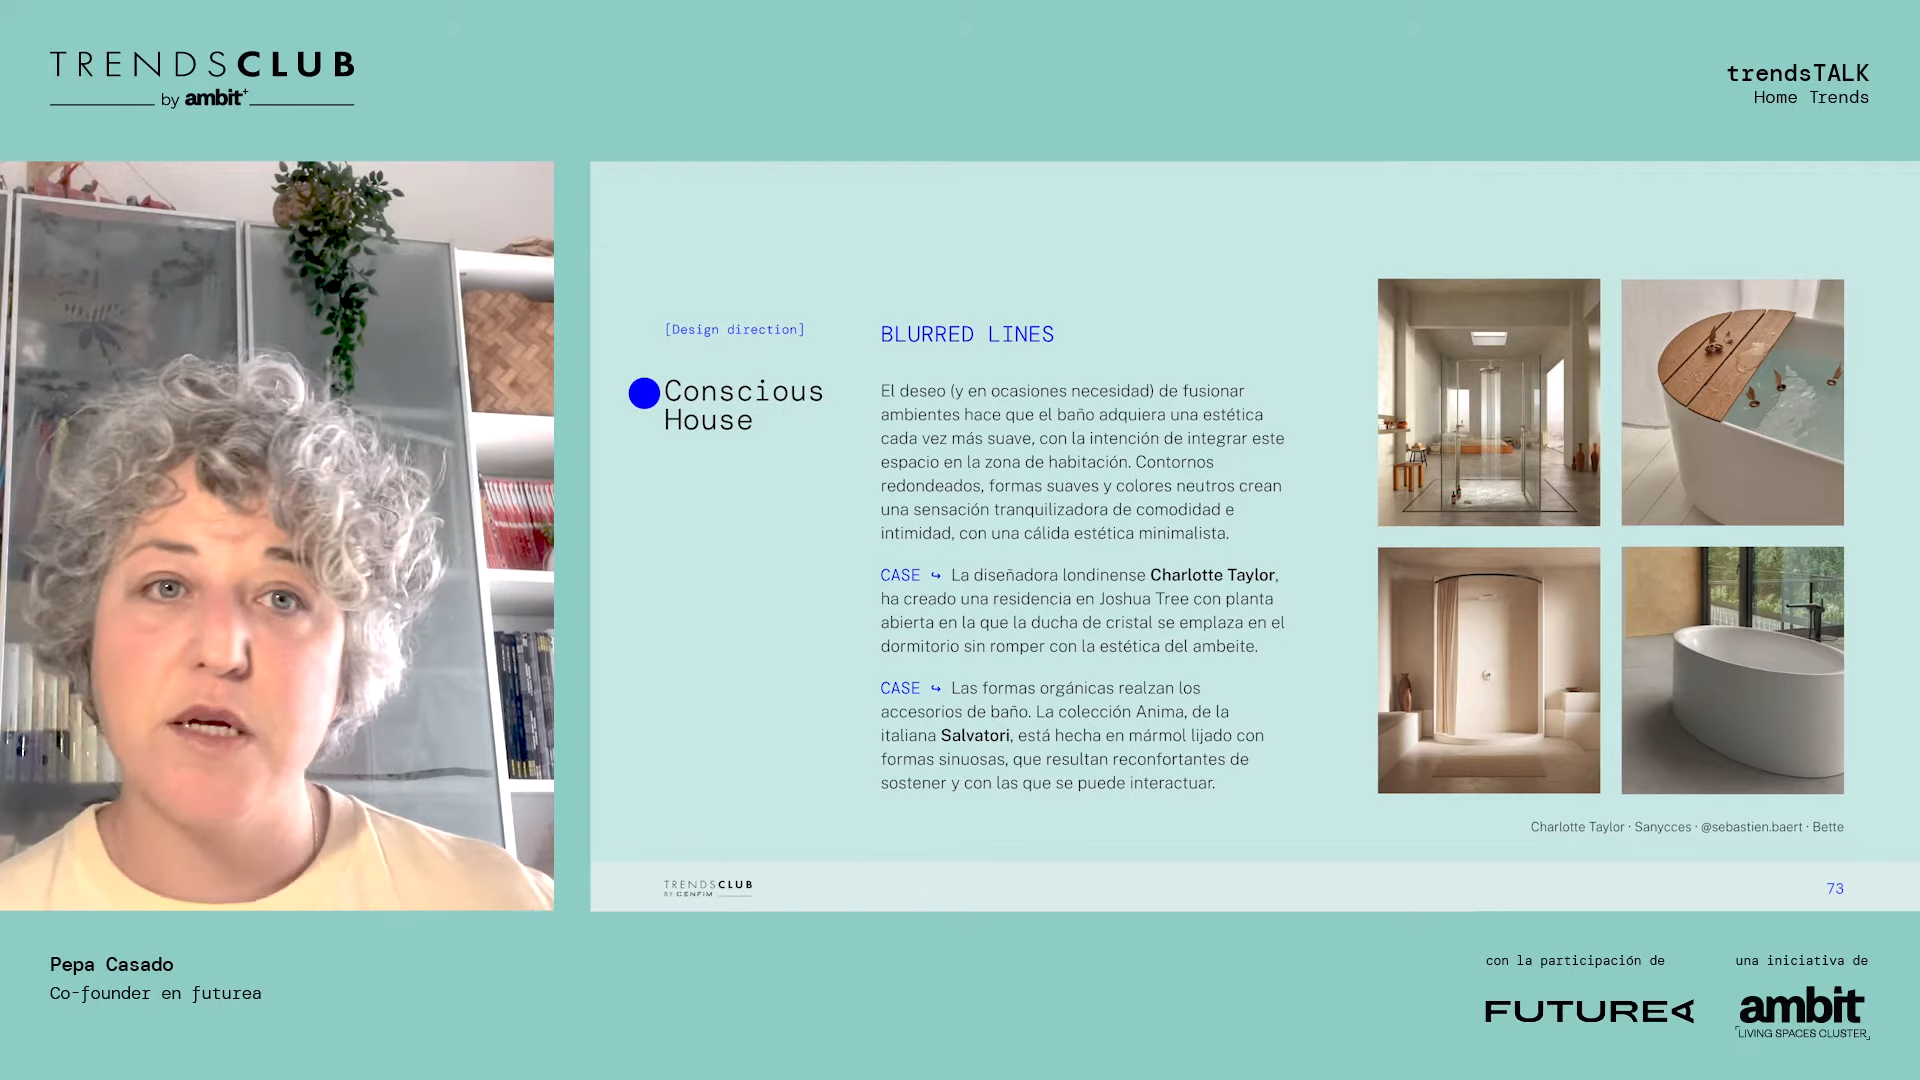 TRENDSCLUB
by ambit+
trendsTALK
Home Trends
[Design direction]
Conscious
House
BLURRED LINES
El deseo (y en ocasiones necesidad) de fusionar
ambientes hace que el baño adquiera una estética
cada vez más suave, con la intención de integrar este
espacio en la zona de habitación. Contornos
redondeados, formas suaves y colores neutros crean
una sensación tranquilizadora de comodidad e
intimidad, con una cálida estética minimalista.
CASE ↪ La diseñadora londinense Charlotte Taylor,
ha creado una residencia en Joshua Tree con planta
abierta en la que la ducha de cristal se emplaza en el
dormitorio sin romper con la estética del ambeite.
CASE ↪ Las formas orgánicas realzan los
accesorios de baño. La colección Anima, de la
italiana Salvatori, está hecha en mármol lijado con
formas sinuosas, que resultan reconfortantes de
sostener y con las que se puede interactuar.
Charlotte Taylor · Sanycces · @sebastien.baert · Bette
TRENDSCLUB
BY CENFIM
73
Pepa Casado
Co-founder en futurea
con la participación de
FUTUREA
una iniciativa de
ambit
LIVING SPACES CLUSTER